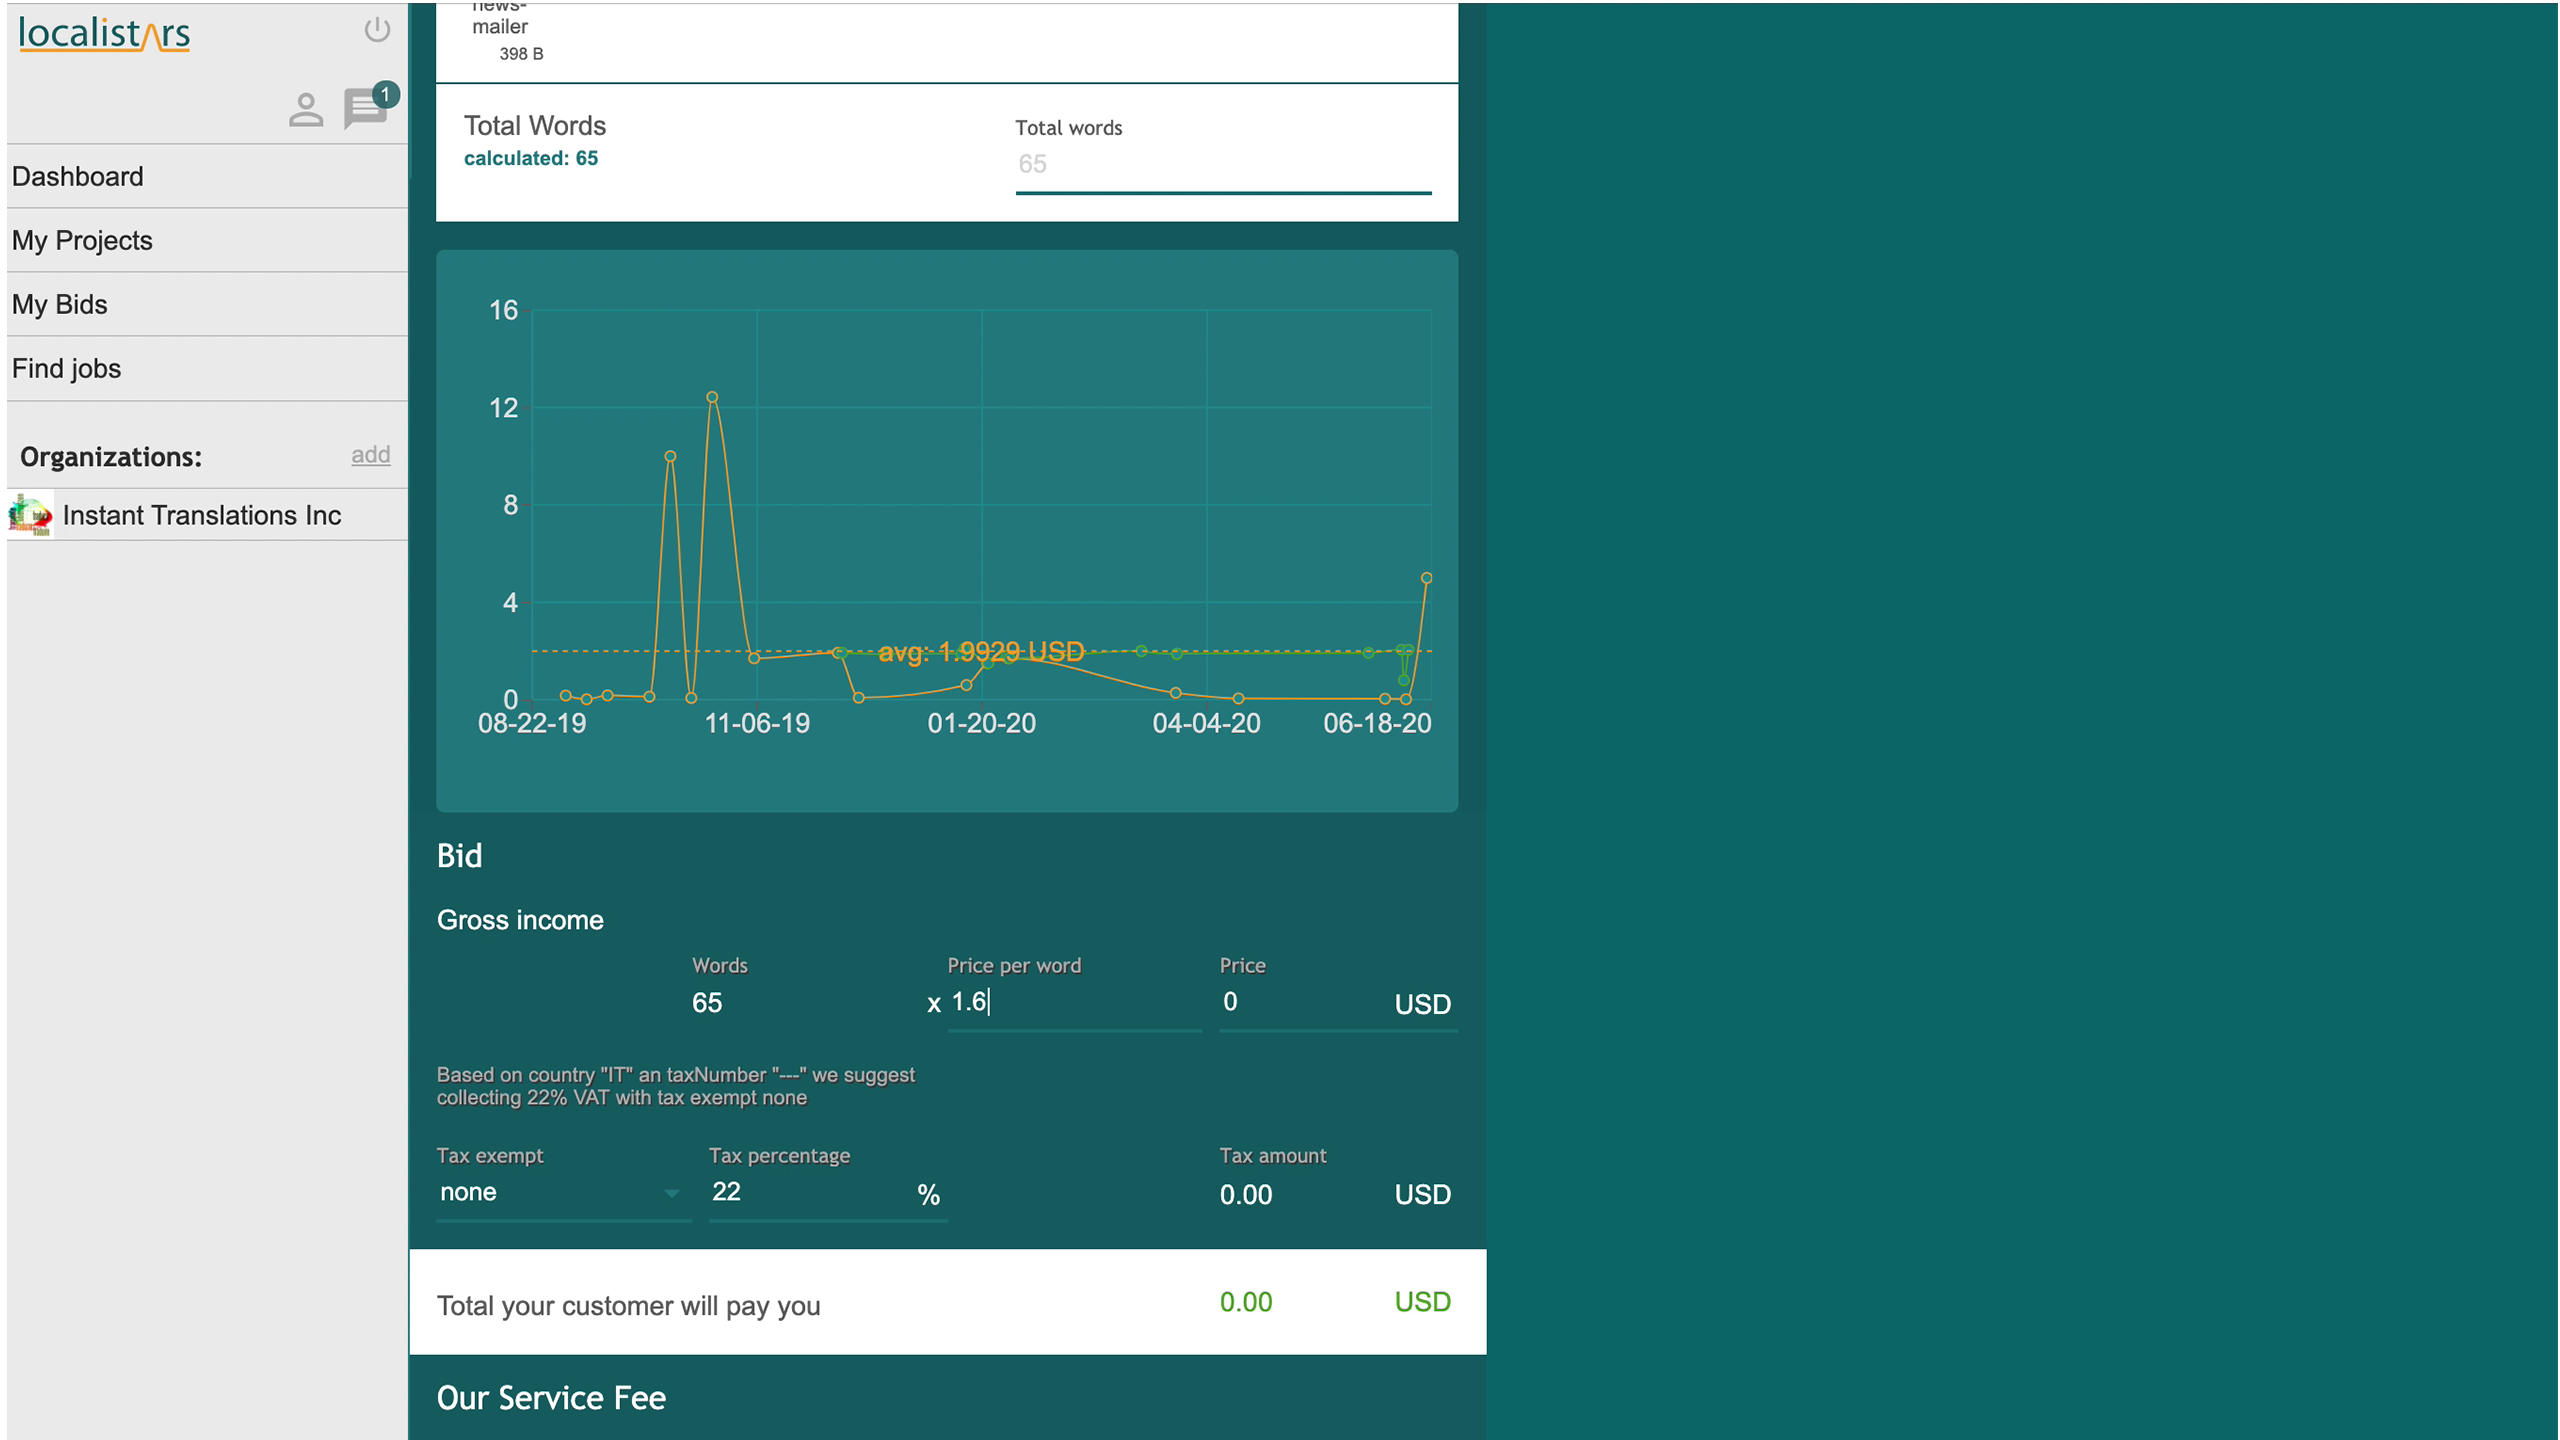 localistars
1
Dashboard
My Projects
My Bids
Find jobs
Organizations:
add
Instant Translations Inc
news-
mailer
398 B
Total Words
calculated: 65
Total words
65
16
12
8
4
0
avg: 1.9929 USD
08-22-19
11-06-19
01-20-20
04-04-20
06-18-20
Bid
Gross income
Words
Price per word
Price
65
x 1.6
0
USD
Based on country "IT" an taxNumber "---" we suggest
collecting 22% VAT with tax exempt none
Tax exempt
Tax percentage
Tax amount
none
22
%
0.00
USD
Total your customer will pay you
0.00
USD
Our Service Fee